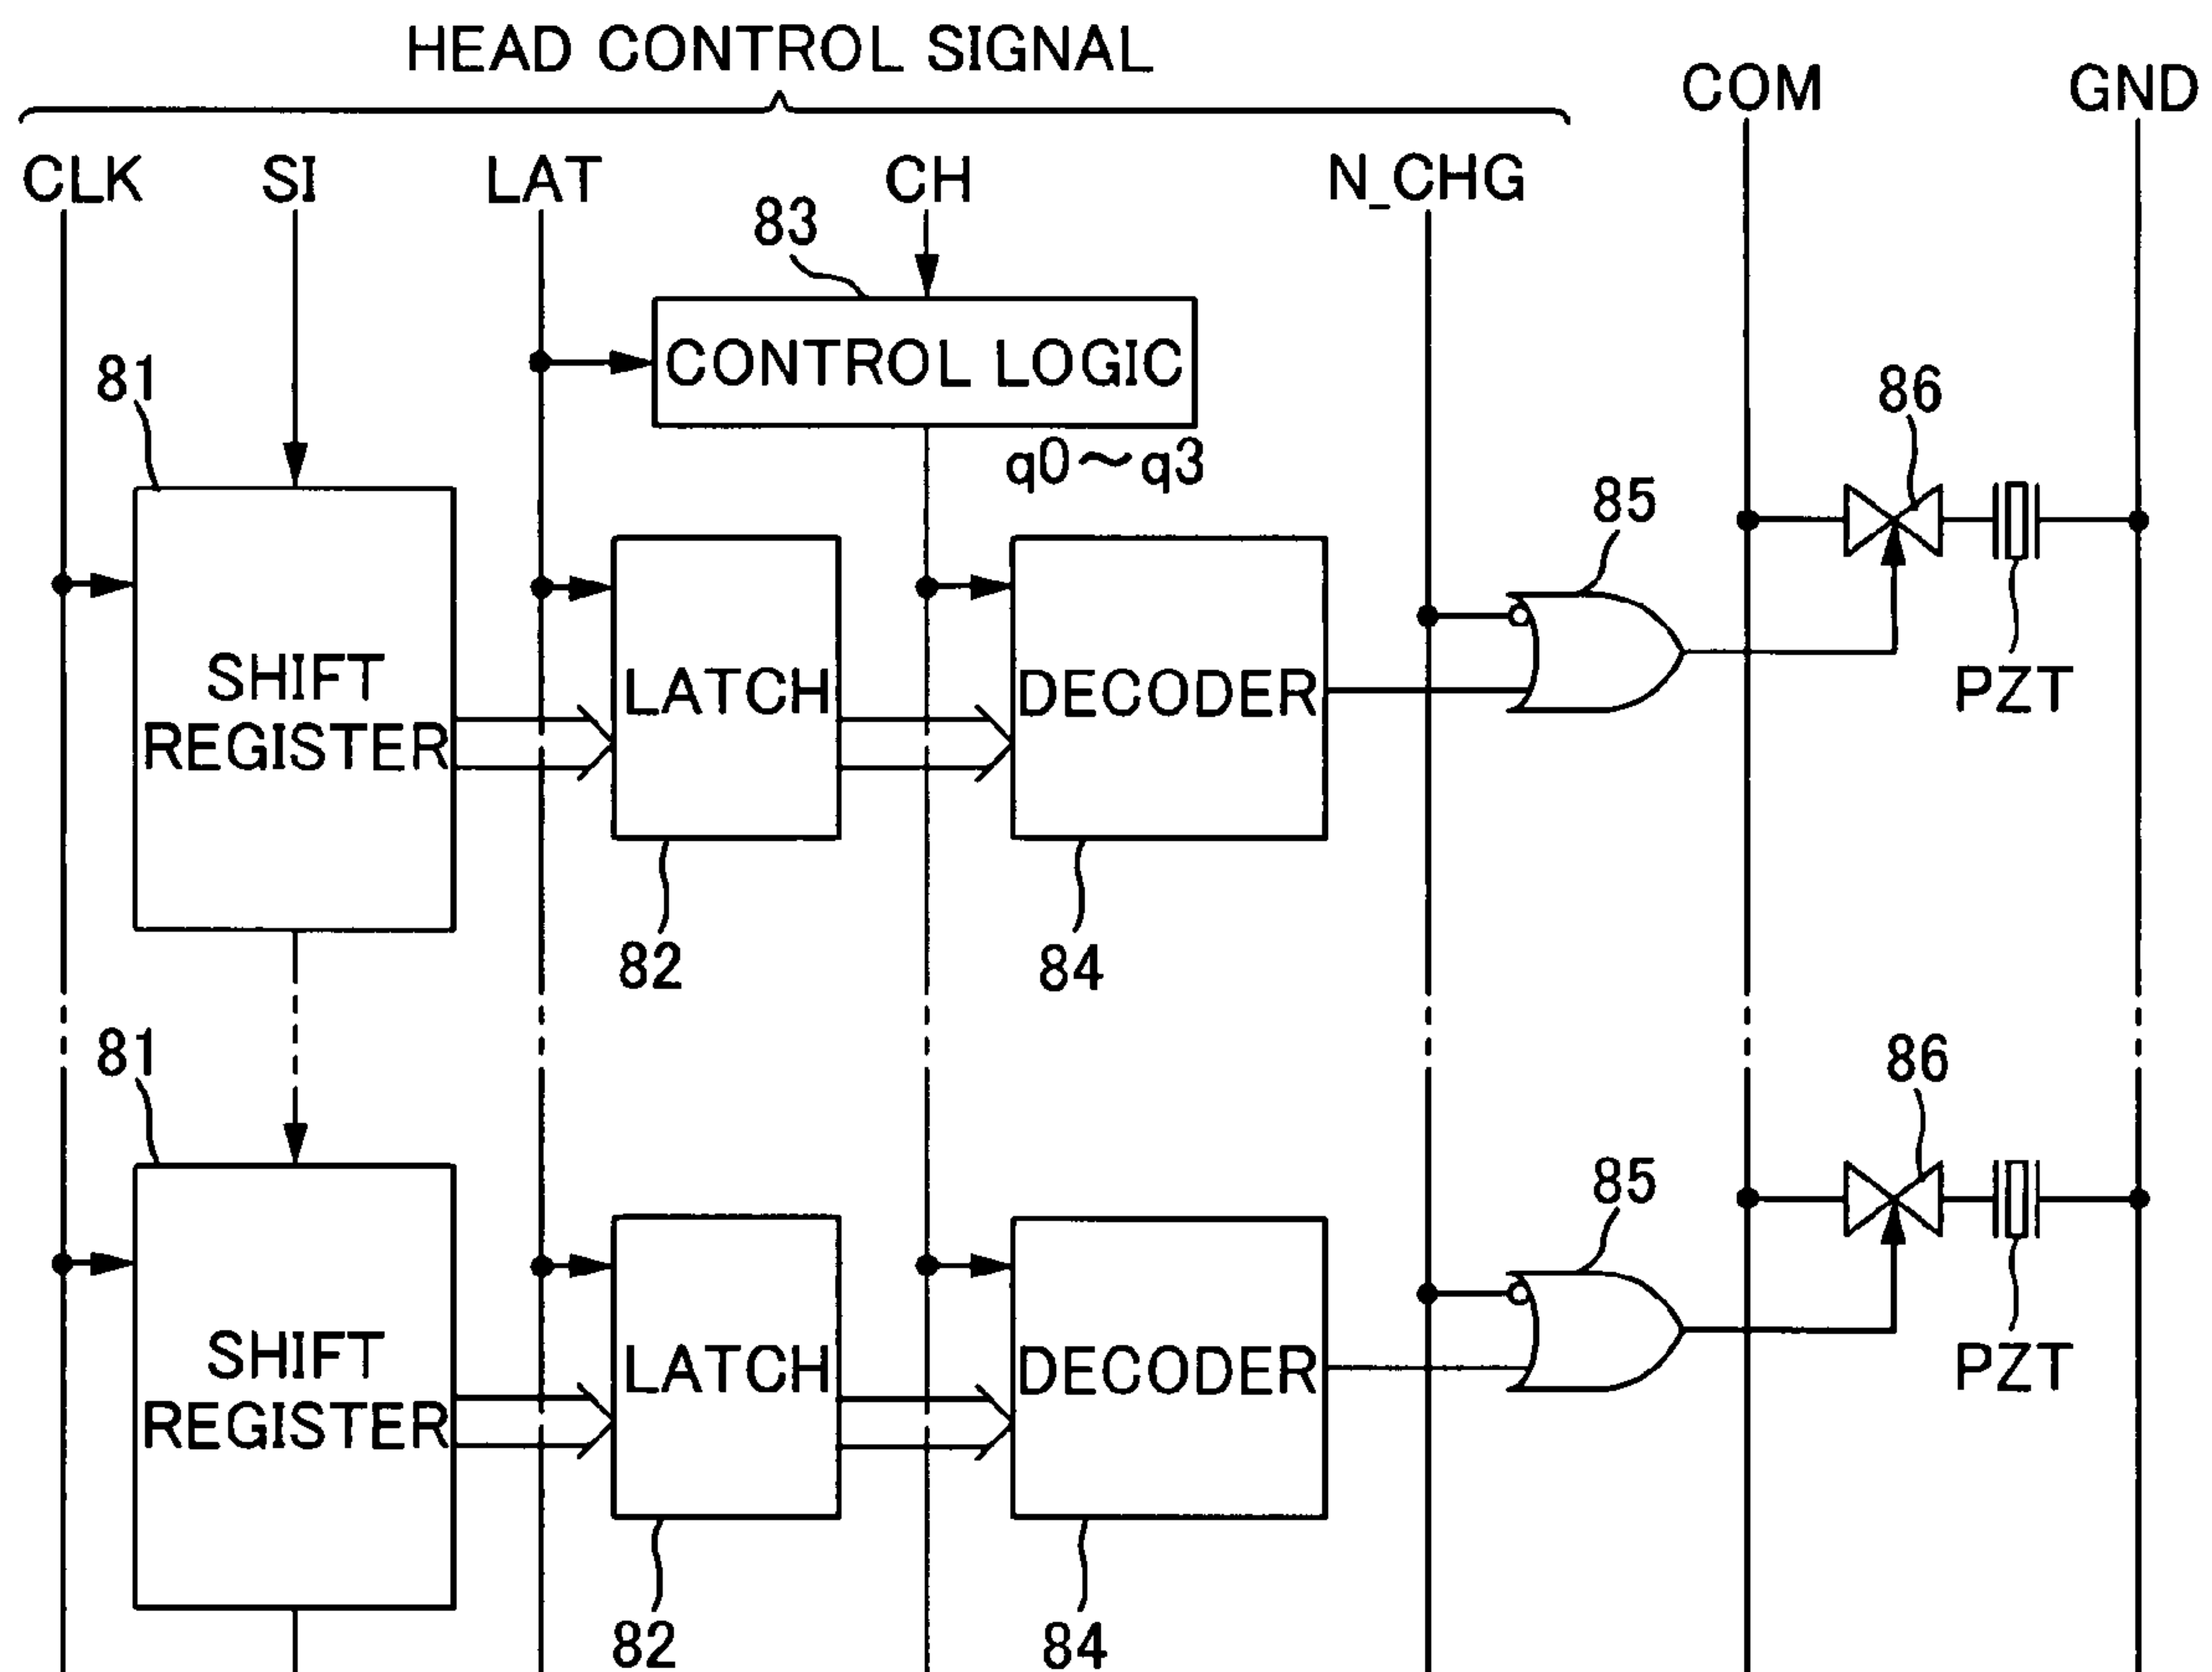 HEAD CONTROL SIGNAL
COM
GND
CLK
SI
LAT
CH
N_CHG
83
CONTROL LOGIC
81
86
q0～q3
85
SHIFT
REGISTER
LATCH
DECODER
PZT
82
84
81
86
85
SHIFT
REGISTER
LATCH
DECODER
PZT
82
84